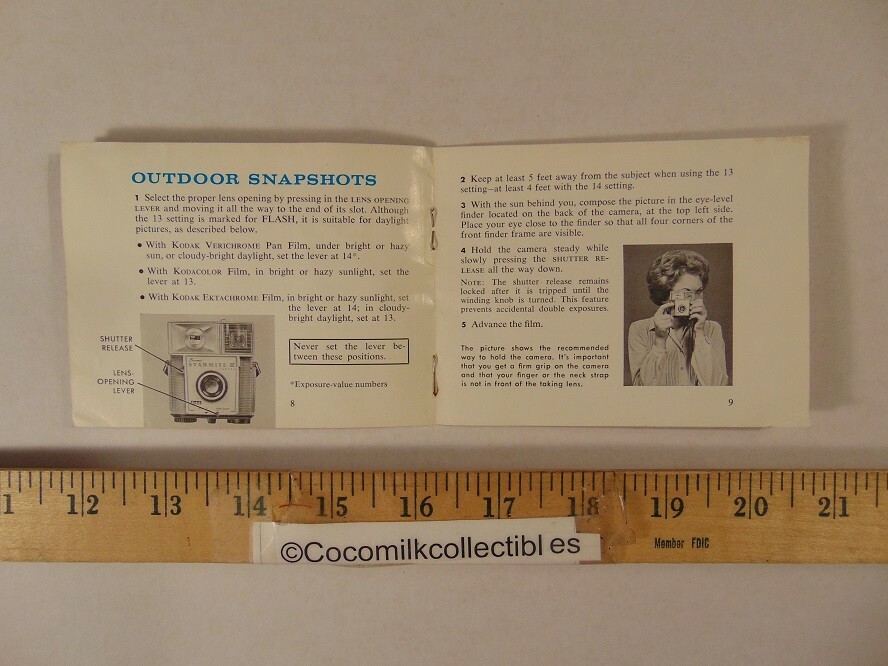 OUTDOOR SNAPSHOTS
1 Select the proper lens opening by pressing in the LENS OPENING
LEVER and moving it all the way to the end of its slot. Although
the 13 setting is marked for FLASH, it is suitable for daylight
pictures, as described below.
• With KODAK VERICHROME Pan Film, under bright or hazy
sun, or cloudy-bright daylight, set the lever at 14*.
• With KODACOLOR Film, in bright or hazy sunlight, set the
lever at 13.
• With KODAK EKTACHROME Film, in bright or hazy sunlight, set
the lever at 14; in cloudy-
bright daylight, set at 13.
SHUTTER
RELEASE
LENS-
OPENING
LEVER
Never set the lever be-
tween these positions.
*Exposure-value numbers
8
2 Keep at least 5 feet away from the subject when using the 13
setting—at least 4 feet with the 14 setting.
3 With the sun behind you, compose the picture in the eye-level
finder located on the back of the camera, at the top left side.
Place your eye close to the finder so that all four corners of the
front finder frame are visible.
4 Hold the camera steady while
slowly pressing the SHUTTER RE-
LEASE all the way down.
NOTE: The shutter release remains
locked after it is tripped until the
winding knob is turned. This feature
prevents accidental double exposures.
5 Advance the film.
The picture shows the recommended
way to hold the camera. It's important
that you get a firm grip on the camera
and that your finger or the neck strap
is not in front of the taking lens.
9
1 12 13 14 15 16 17 18 19 20 21
Member FDIC
©Cocomilkcollectibles